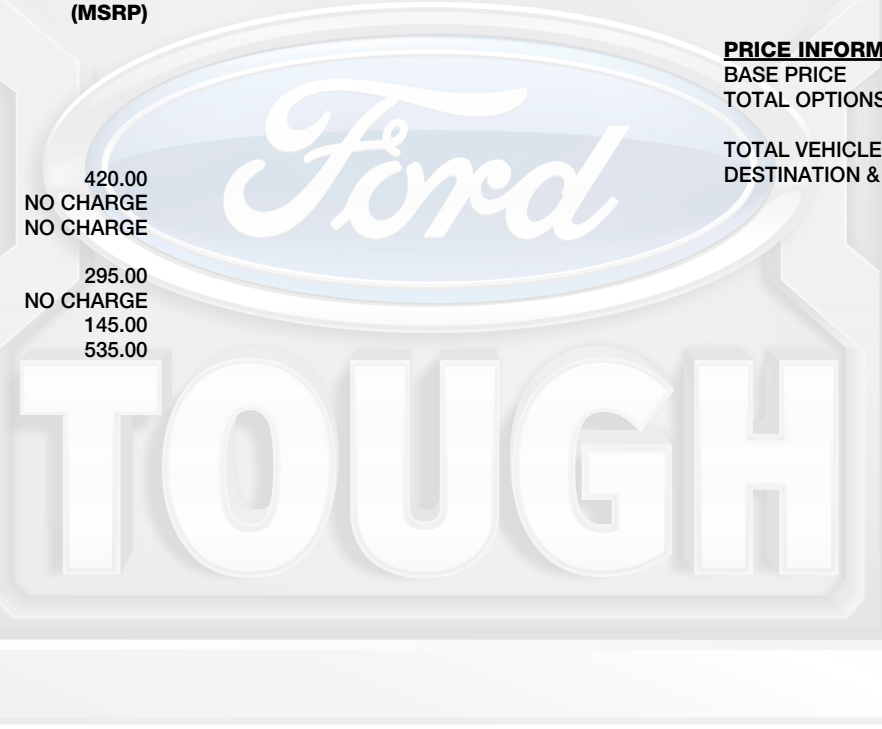 (MSRP)
420.00
NO CHARGE
NO CHARGE
295.00
NO CHARGE
145.00
535.00
PRICE INFORM
BASE PRICE
TOTAL OPTIONS
TOTAL VEHICLE
DESTINATION &
Ford
TOUGH